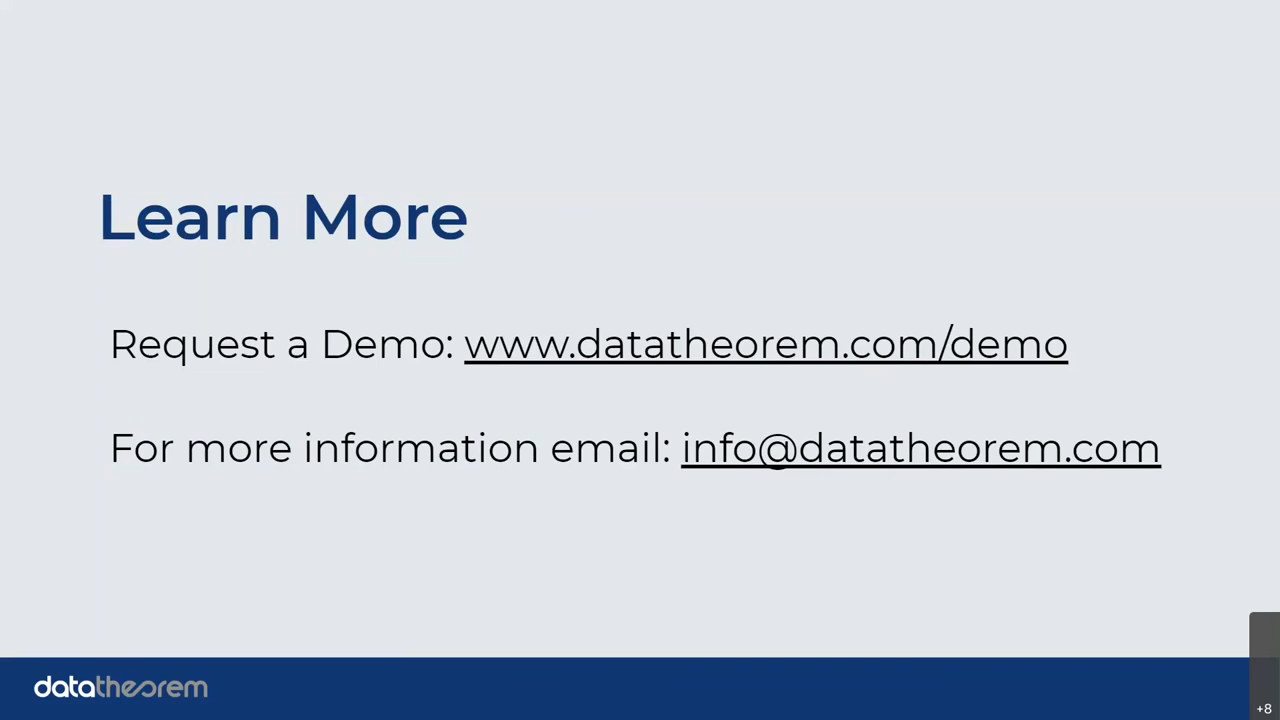 Learn More
Request a Demo: www.datatheorem.com/demo
For more information email: info@datatheorem.com
datatheorem
+8